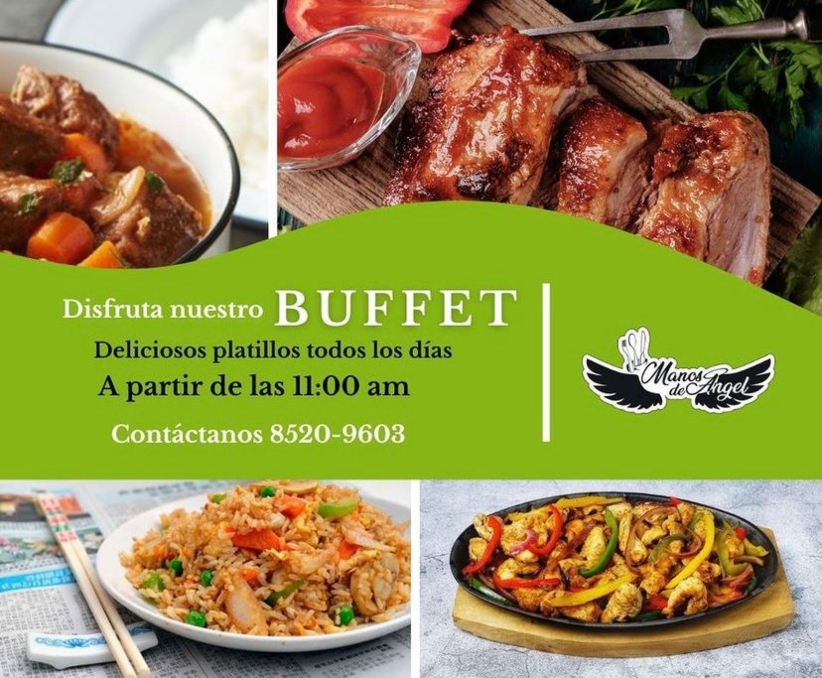 Disfruta nuestro BUFFET
Deliciosos platillos todos los días
A partir de las 11:00 am
Contáctanos 8520-9603
Manos
de Angel